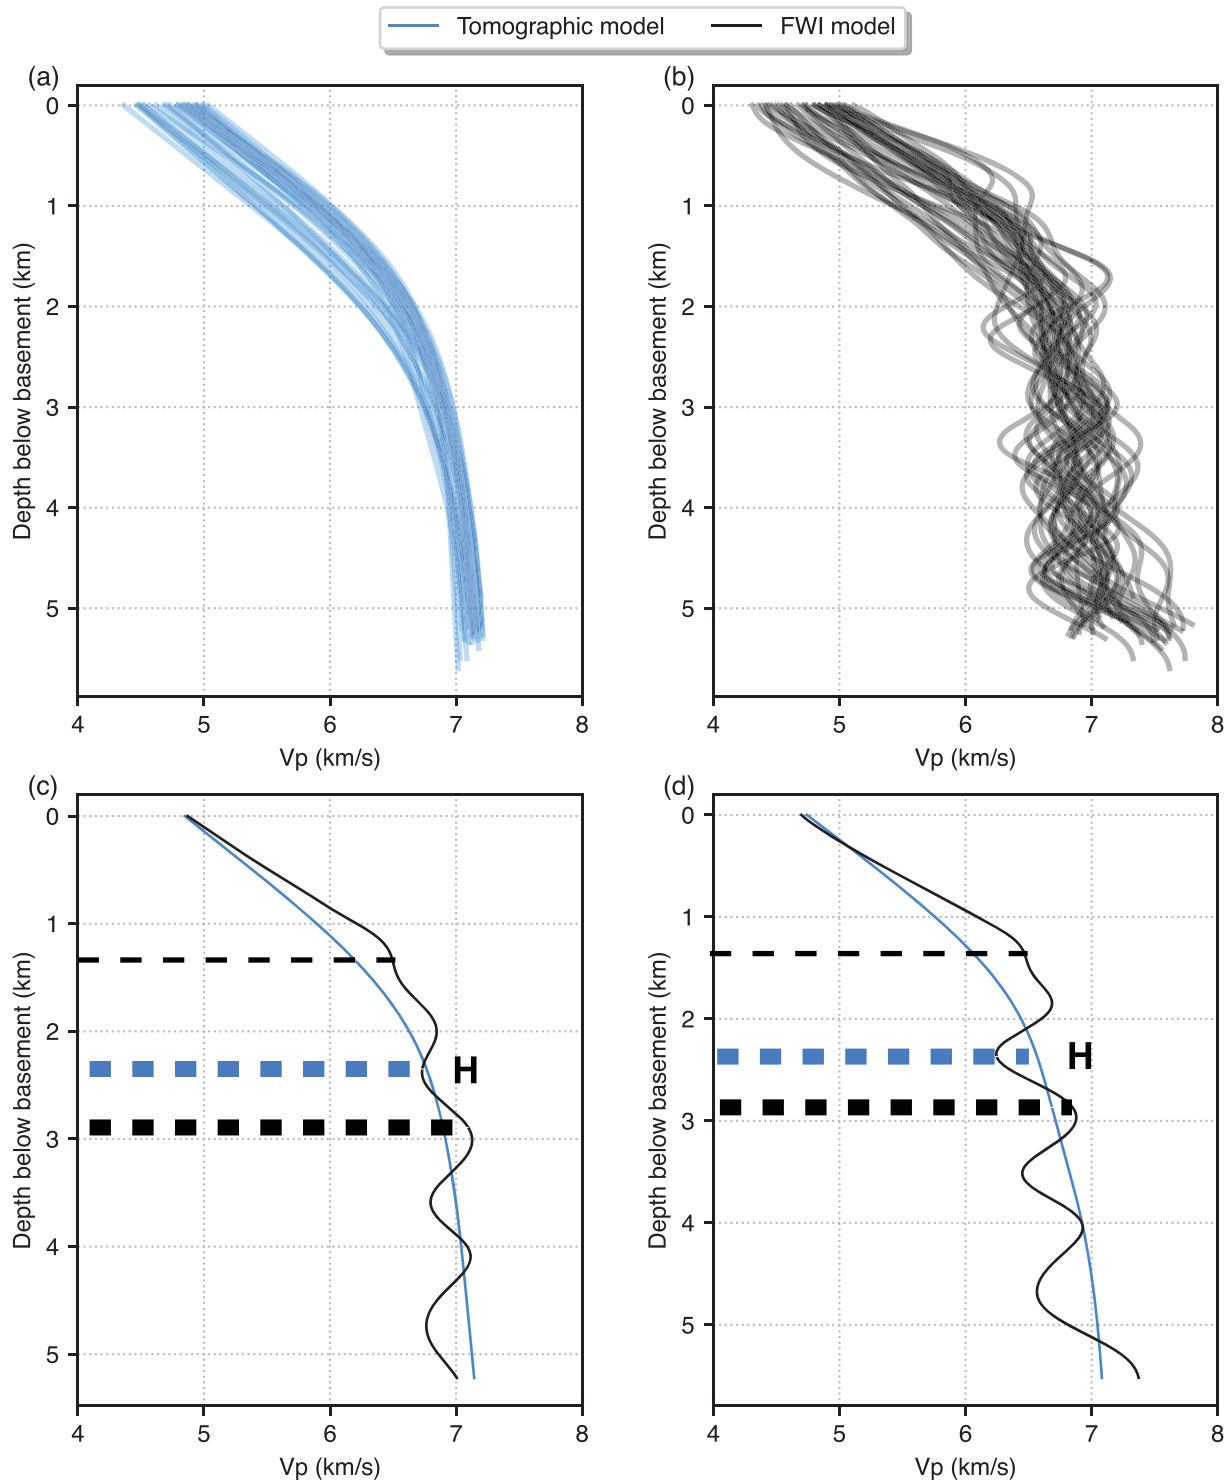 Tomographic model FWI model
(a) (b)
0 0
1 1
2 2
3 3
4 4
5 5
Depth below basement (km) Depth below basement (km)
4 5 6 7 8 4 5 6 7 8
Vp (km/s) Vp (km/s)
(c) (d)
0 0
1 1
2 2
H H
3 3
4 4
5 5
Depth below basement (km) Depth below basement (km)
4 5 6 7 8 4 5 6 7 8
Vp (km/s) Vp (km/s)